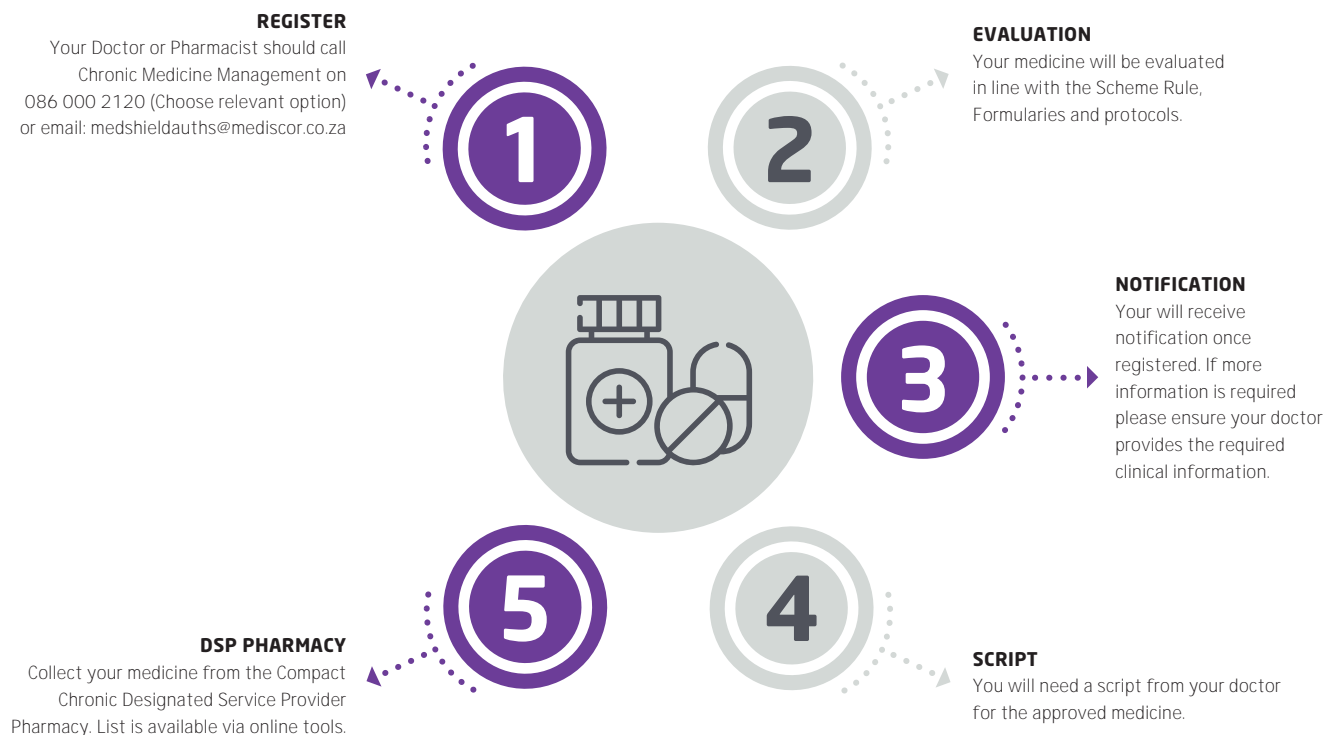 REGISTER
Your Doctor or Pharmacist should call
Chronic Medicine Management on
086 000 2120 (Choose relevant option)
or email: medshieldauths@mediscor.co.za
1
2
EVALUATION
Your medicine will be evaluated
in line with the Scheme Rule,
Formularies and protocols.
3
NOTIFICATION
Your will receive
notification once
registered. If more
information is required
please ensure your doctor
provides the required
clinical information.
4
SCRIPT
You will need a script from your doctor
for the approved medicine.
5
DSP PHARMACY
Collect your medicine from the Compact
Chronic Designated Service Provider
Pharmacy. List is available via online tools.